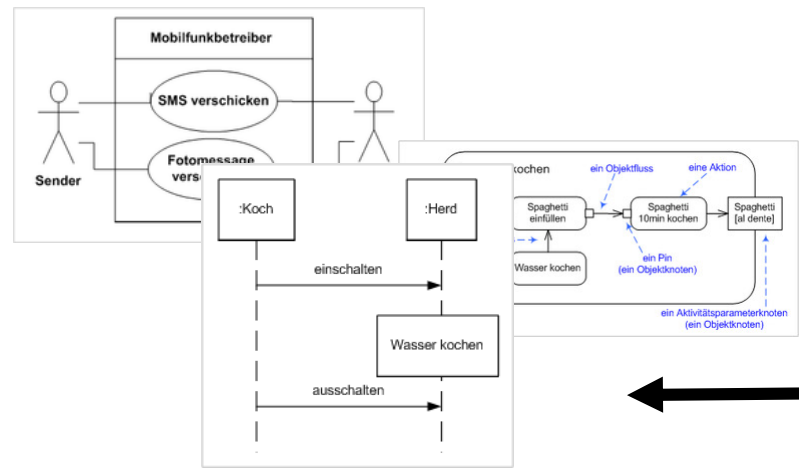 Mobilfunkbetreiber
SMS verschicken
Fotomessage
Sender
:Koch
:Herd
einschalten
Wasser kochen
ausschalten
kochen
ein Objektfluss
eine Aktion
Spaghetti
einfüllen
Spaghetti
10min kochen
Spaghetti
[al dente]
Wasser kochen
ein Pin
(ein Objektknoten)
ein Aktivitätsparameterknoten
(ein Objektknoten)